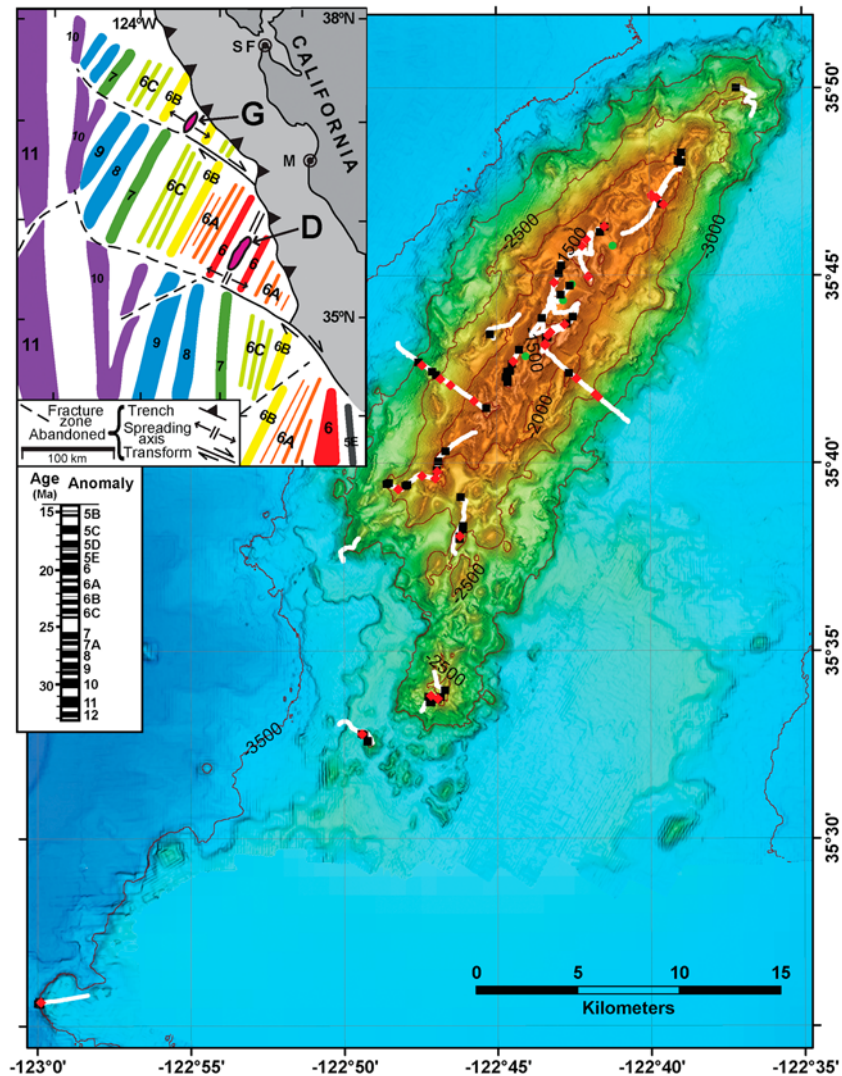 124°W
38°N
SF
CALIFORNIA
10
7
6C
6B
G
M
11
10
9
8
7
6C
6B
6A
6
6
D
6A
35°N
10
11
9
8
7
6C
6B
6B
6A
6
5E
Fracture zone
Trench
Abandoned
Spreading axis
Transform
100 km
Age (Ma)
Anomaly
15
5B
5C
5D
5E
20
6
6A
6B
6C
25
7
7A
8
9
30
10
11
12
-2500
-3000
1500
1500
-2000
-2500
-2500
-3500
35°50'
35°45'
35°40'
35°35'
35°30'
0
5
10
15
Kilometers
-123°0'
-122°55'
-122°50'
-122°45'
-122°40'
-122°35'